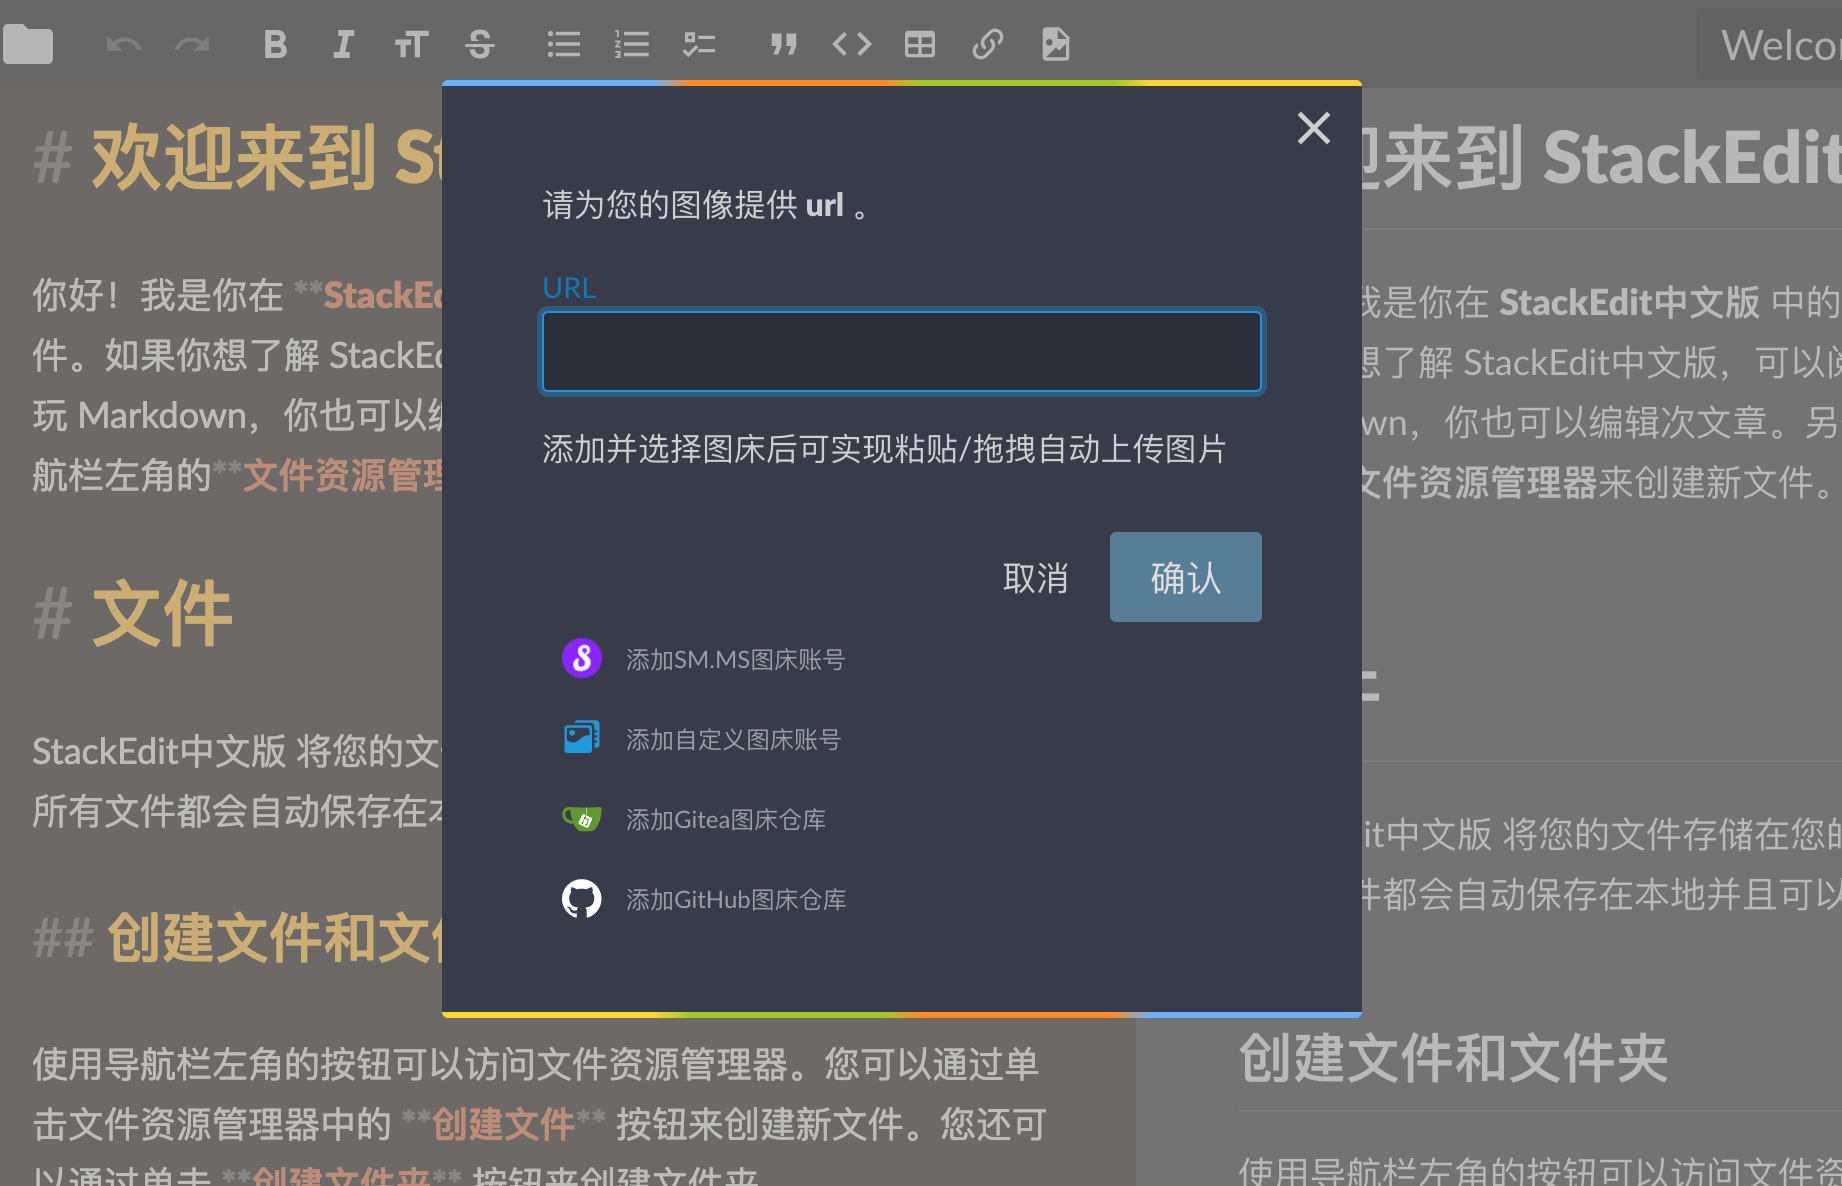 Welco
# 欢迎来到 St
你好！我是你在 **StackEd
件。如果你想了解 StackEd
玩 Markdown，你也可以编
航栏左角的**文件资源管理
# 文件
StackEdit中文版 将您的文
所有文件都会自动保存在本
## 创建文件和文件
使用导航栏左角的按钮可以访问文件资源管理器。您可以通过单
击文件资源管理器中的 **创建文件** 按钮来创建新文件。您还可
以通过单击 **创建文件夹** 按钮来创建文件夹
请为您的图像提供 url 。
URL
添加并选择图床后可实现粘贴/拖拽自动上传图片
取消
确认
添加SM.MS图床账号
添加自定义图床账号
添加Gitea图床仓库
添加GitHub图床仓库
迎来到 StackEdit
我是你在 StackEdit中文版 中的
想了解 StackEdit中文版，可以阅
wn，你也可以编辑次文章。另
文件资源管理器来创建新文件。
it中文版 将您的文件存储在您的
件都会自动保存在本地并且可以
创建文件和文件夹
使用导航栏左角的按钮可以访问文件资